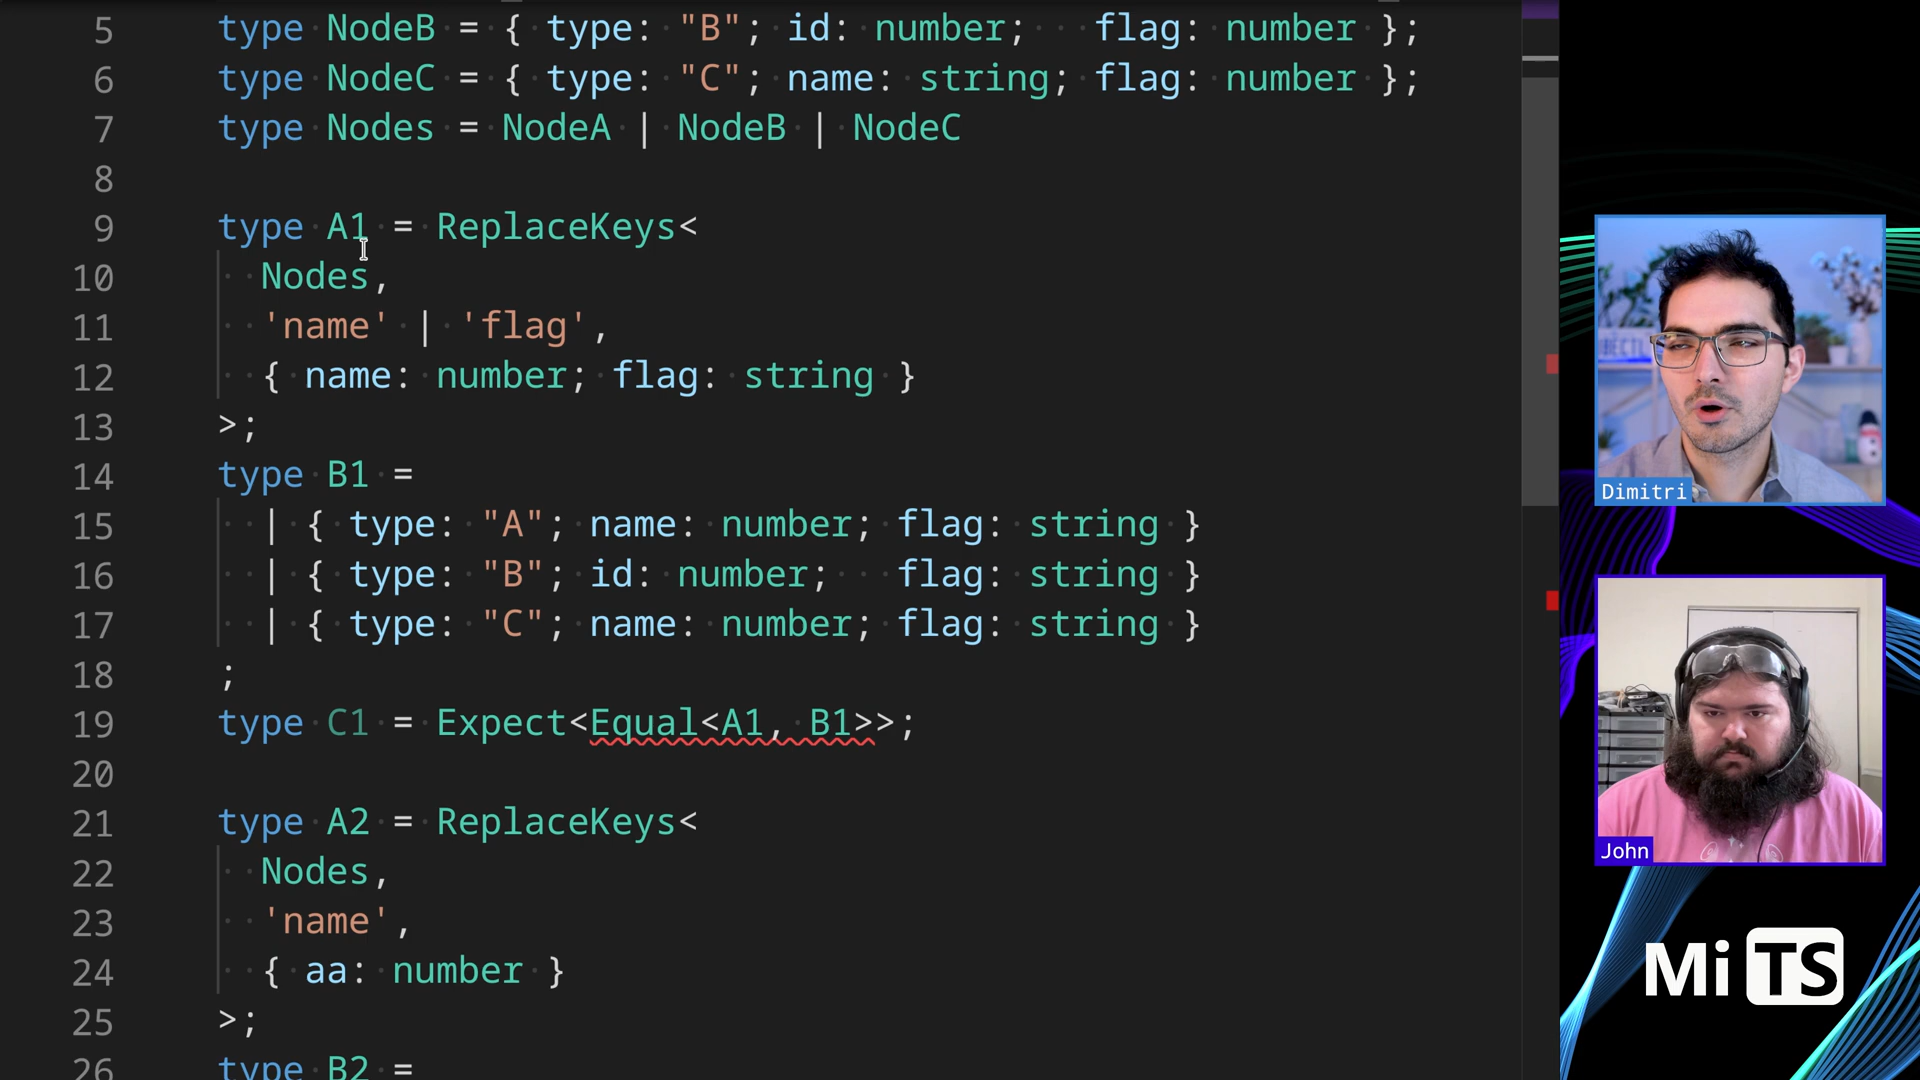 5 type NodeB = { type: "B"; id: number;   flag: number };
6 type NodeC = { type: "C"; name: string; flag: number };
7 type Nodes = NodeA | NodeB | NodeC
8
9 type A1 = ReplaceKeys<
10   Nodes,
11   'name' | 'flag',
12   { name: number; flag: string }
13 >;
14 type B1 =
15   | { type: "A"; name: number; flag: string }
16   | { type: "B"; id: number;   flag: string }
17   | { type: "C"; name: number; flag: string }
18 ;
19 type C1 = Expect<Equal<A1, B1>>;
20
21 type A2 = ReplaceKeys<
22   Nodes,
23   'name',
24   { aa: number }
25 >;
26 type B2 =
Dimitri
John
MiTS